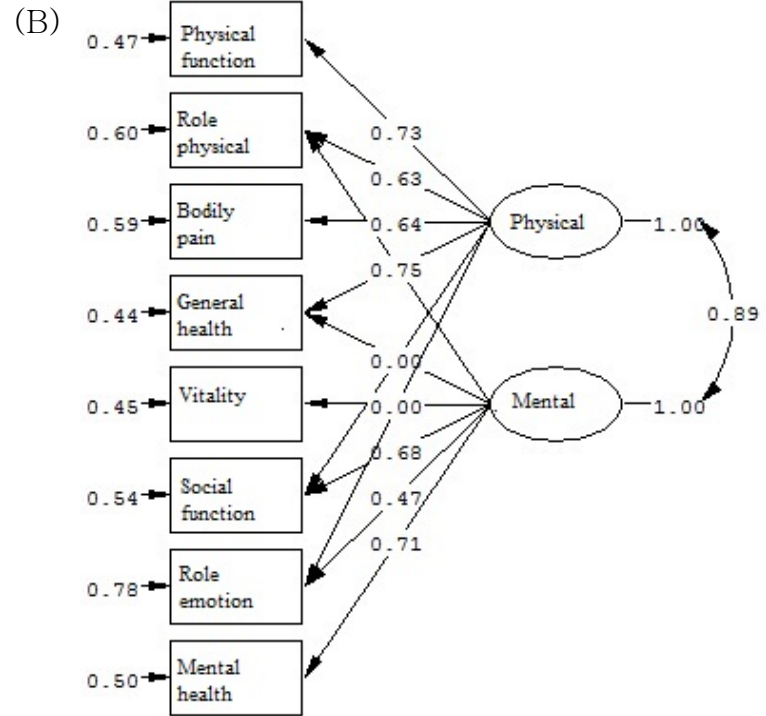 (B)
0.47
Physical
function
0.60
Role
physical
0.59
Bodily
pain
0.44
General
health
0.45
Vitality
0.54
Social
function
0.78
Role
emotion
0.50
Mental
health
0.73
0.63
0.64
0.75
0.00
0.00
0.68
0.47
0.71
Physical
1.00
0.89
Mental
1.00